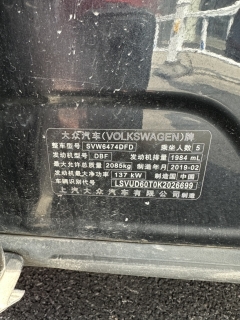 大众汽车(VOLKSWAGEN)牌
整车型号 SVW6474DFD 乘坐人数 5
发动机型号 DBF 发动机排量 1984 mL
最大允许总质量 2085kg 制造年月 2019-02
发动机最大净功率 137 kW 制造国 中国
车辆识别代号 LSVUD60T0K2026699
上汽大众汽车有限公司 制造